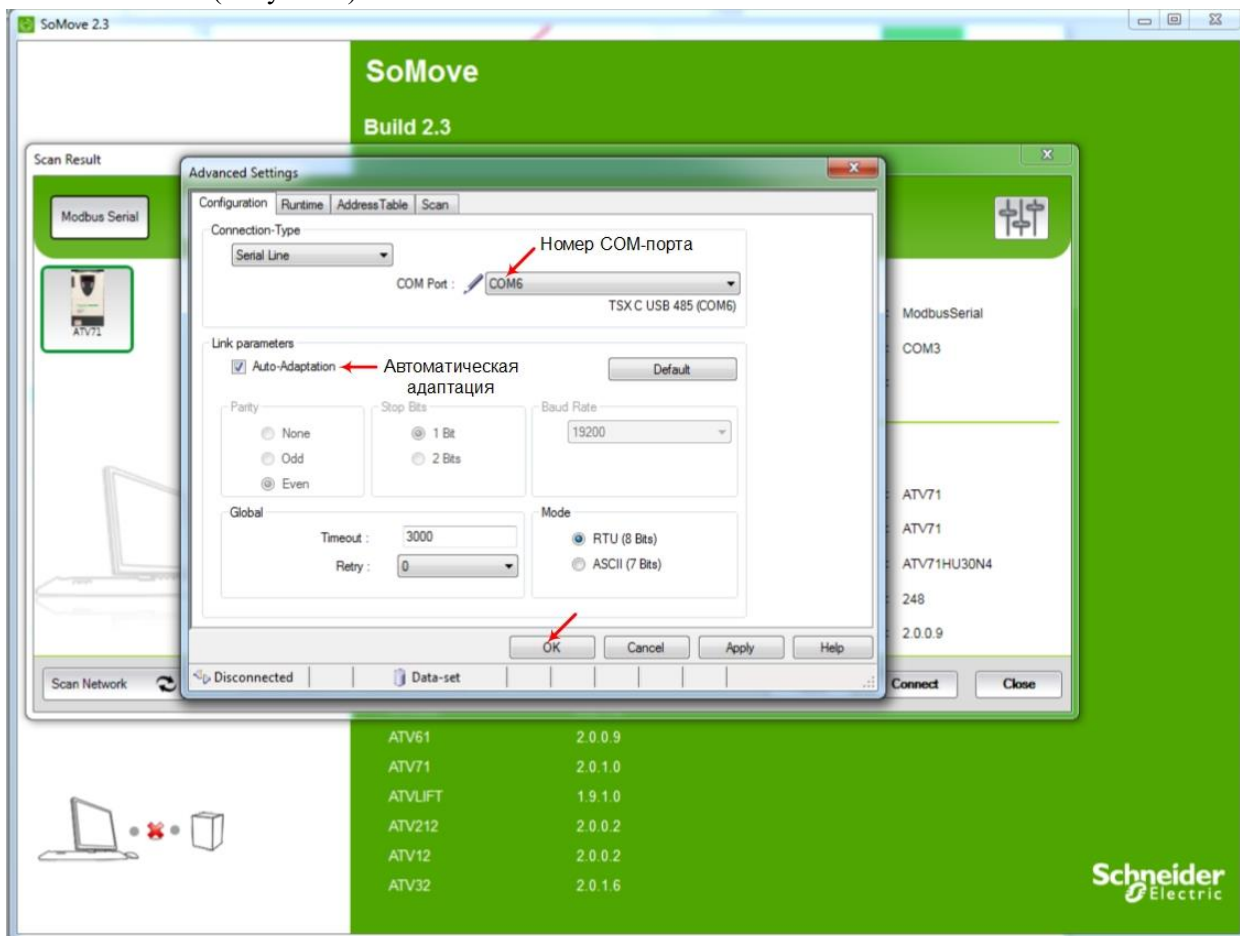 SoMove 2.3
SoMove
Build 2.3
Scan Result
Advanced Settings
Modbus Serial
Configuration Runtime AddressTable Scan
Connection-Type
Serial Line
Номер COM-порта
COM Port : COM6
TSX C USB 485 (COM6)
ATV71
: ModbusSerial
: COM3
:
Link parameters
Auto-Adaptation
Автоматическая
адаптация
Default
Parity
None
Odd
Even
Stop Bits
1 Bit
2 Bits
Baud Rate
19200
Global
Timeout : 3000
Retry : 0
Mode
RTU (8 Bits)
ASCII (7 Bits)
: ATV71
: ATV71
: ATV71HU30N4
: 248
: 2.0.0.9
OK Cancel Apply Help
Disconnected Data-set
Scan Network
Connect Close
ATV61 2.0.0.9
ATV71 2.0.1.0
ATVLIFT 1.9.1.0
ATV212 2.0.0.2
ATV12 2.0.0.2
ATV32 2.0.1.6
Schneider
Electric